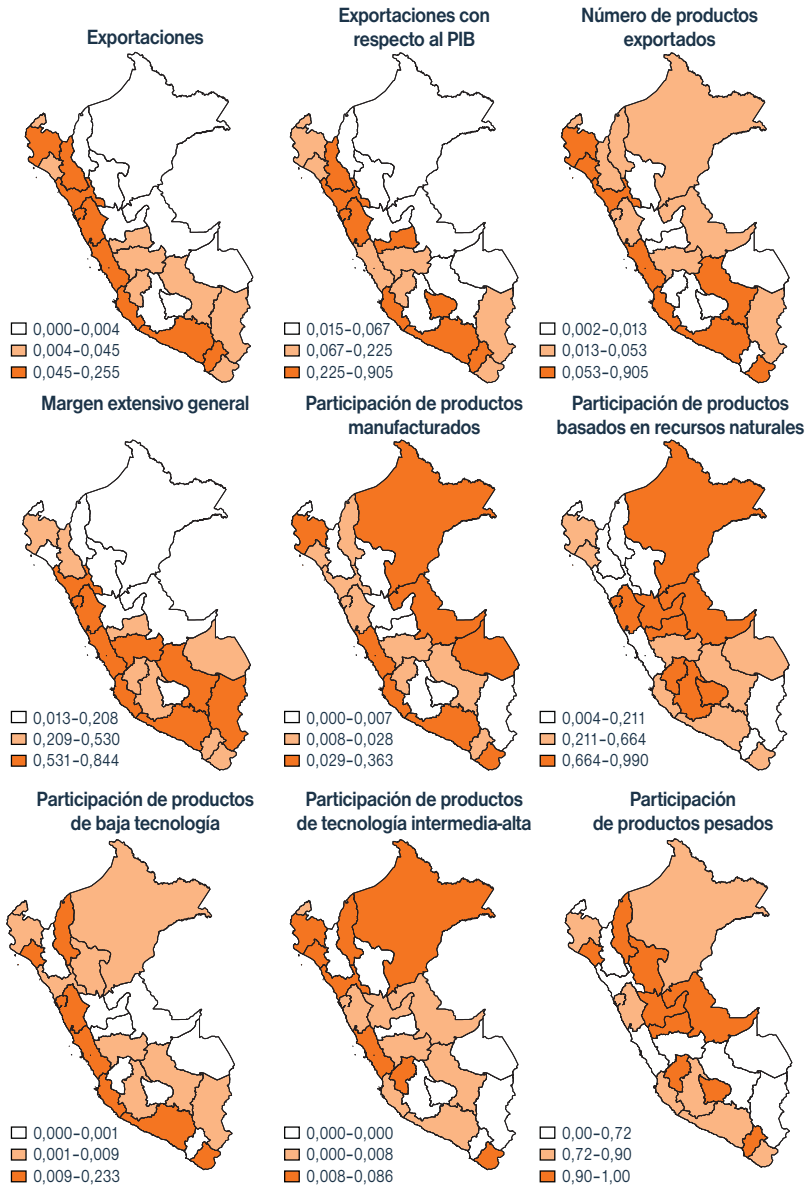 Exportaciones
0,000–0,004
0,004–0,045
0,045–0,255
Exportaciones con
respecto al PIB
0,015–0,067
0,067–0,225
0,225–0,905
Número de productos
exportados
0,002–0,013
0,013–0,053
0,053–0,905
Margen extensivo general
0,013–0,208
0,209–0,530
0,531–0,844
Participación de productos
manufacturados
0,000–0,007
0,008–0,028
0,029–0,363
Participación de productos
basados en recursos naturales
0,004–0,211
0,211–0,664
0,664–0,990
Participación de productos
de baja tecnología
0,000–0,001
0,001–0,009
0,009–0,233
Participación de productos
de tecnología intermedia-alta
0,000–0,000
0,000–0,008
0,008–0,086
Participación
de productos pesados
0,00–0,72
0,72–0,90
0,90–1,00